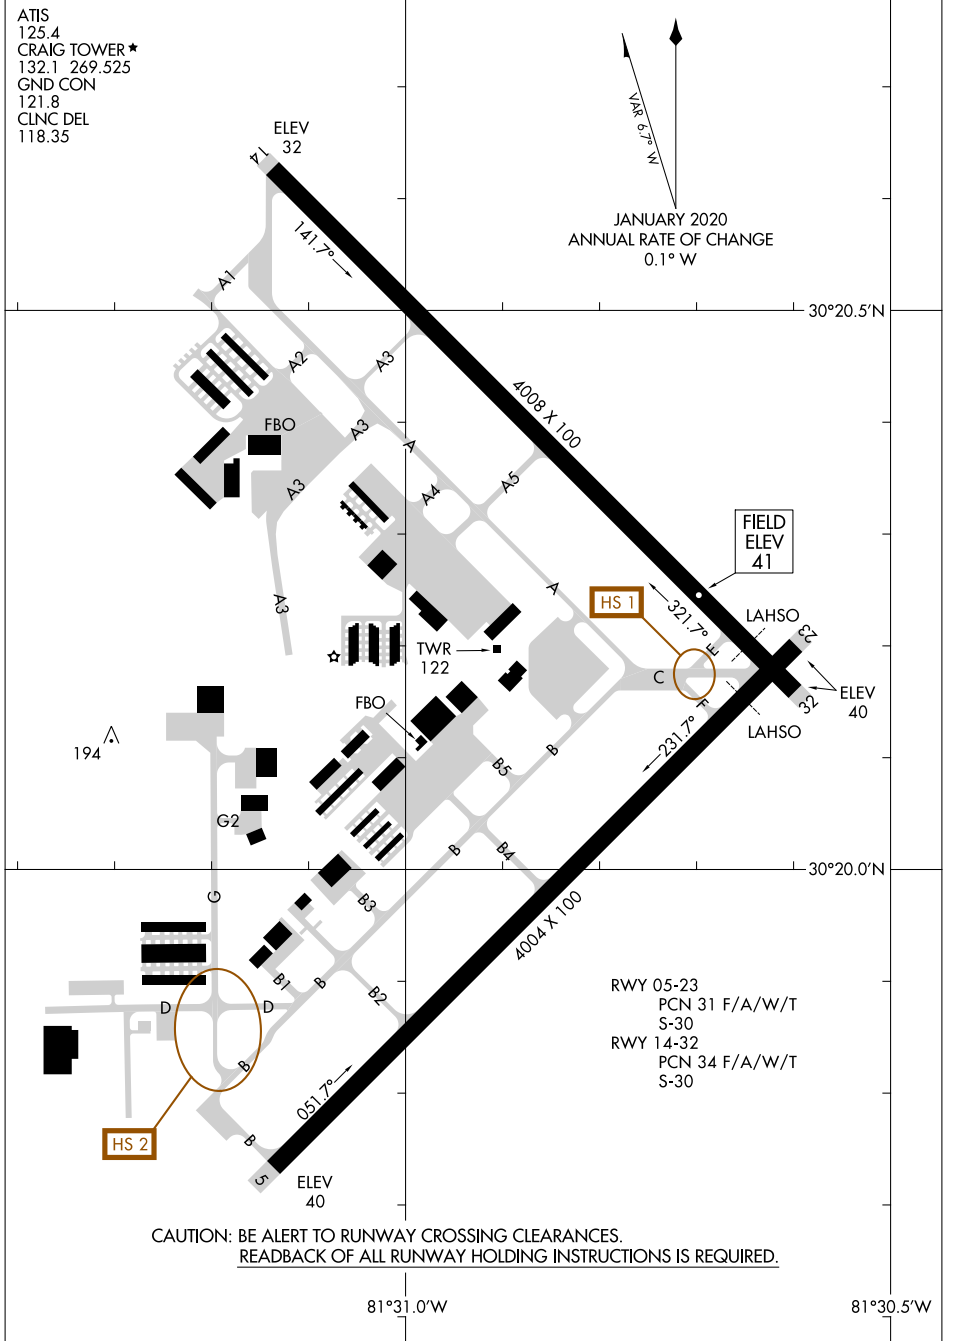 ATIS
125.4
CRAIG TOWER★
132.1 269.525
GND CON
121.8
CLNC DEL
118.35
ELEV
32
14
VAR 6.7° W
JANUARY 2020
ANNUAL RATE OF CHANGE
0.1° W
141.7°
A1
30°20.5'N
A2
A3
4008 X 100
FBO
A3
A
A3
A4
A5
FIELD
ELEV
41
A
HS 1
A3
321.7°
LAHSO
23
TWR
122
E
C
ELEV
40
32
F
FBO
LAHSO
231.7°
194
B
B5
G2
B
B4
30°20.0'N
G
B3
4004 X 100
B1
B
B2
D
D
RWY 05-23
PCN 31 F/A/W/T
S-30
RWY 14-32
PCN 34 F/A/W/T
S-30
B
051.7°
HS 2
B
5
ELEV
40
CAUTION: BE ALERT TO RUNWAY CROSSING CLEARANCES.
READBACK OF ALL RUNWAY HOLDING INSTRUCTIONS IS REQUIRED.
81°31.0'W
81°30.5'W